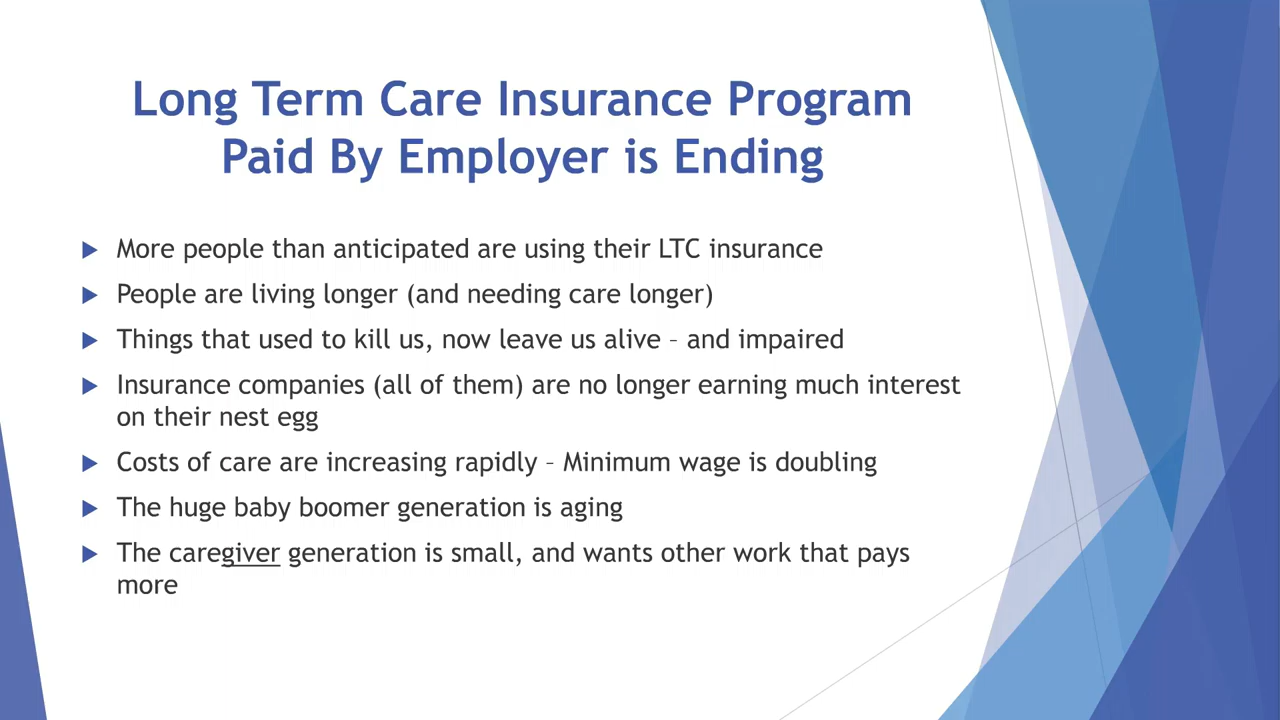 Long Term Care Insurance Program
Paid By Employer is Ending
More people than anticipated are using their LTC insurance
People are living longer (and needing care longer)
Things that used to kill us, now leave us alive – and impaired
Insurance companies (all of them) are no longer earning much interest
on their nest egg
Costs of care are increasing rapidly – Minimum wage is doubling
The huge baby boomer generation is aging
The caregiver generation is small, and wants other work that pays
more